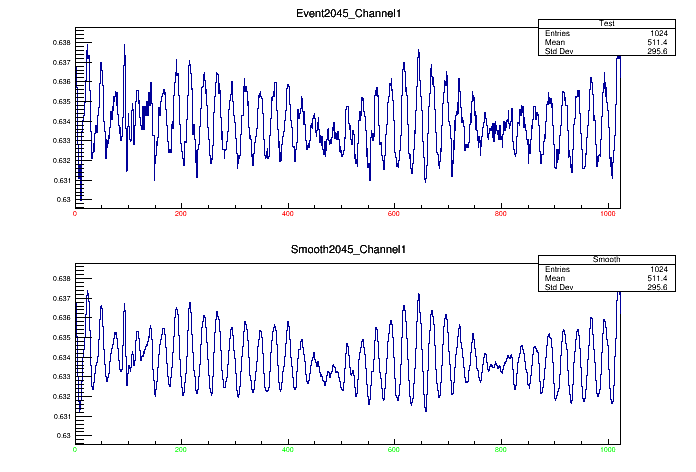 Event2045_Channel1
Test
Entries 1024
Mean 511.4
Std Dev 295.6
0.638
0.637
0.636
0.635
0.634
0.633
0.632
0.631
0.63
0 200 400 600 800 1000
Smooth2045_Channel1
Smooth
Entries 1024
Mean 511.4
Std Dev 295.6
0.638
0.637
0.636
0.635
0.634
0.633
0.632
0.631
0.63
0 200 400 600 800 1000